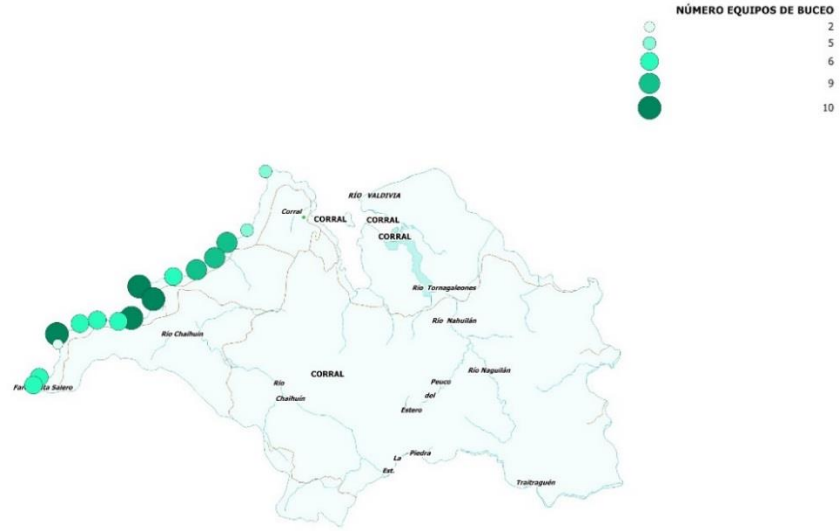 NÚMERO EQUIPOS DE BUCEO
2
5
6
9
10
RÍO VALDIVIA
Corral
CORRAL
CORRAL
CORRAL
Río Tornagaleones
Río Nahuilán
Río Chaihuín
Río Naguilán
CORRAL
Río
Chaihuín
Peuco
del
Estero
Salero
La
Piedra
Est.
Traitraguén